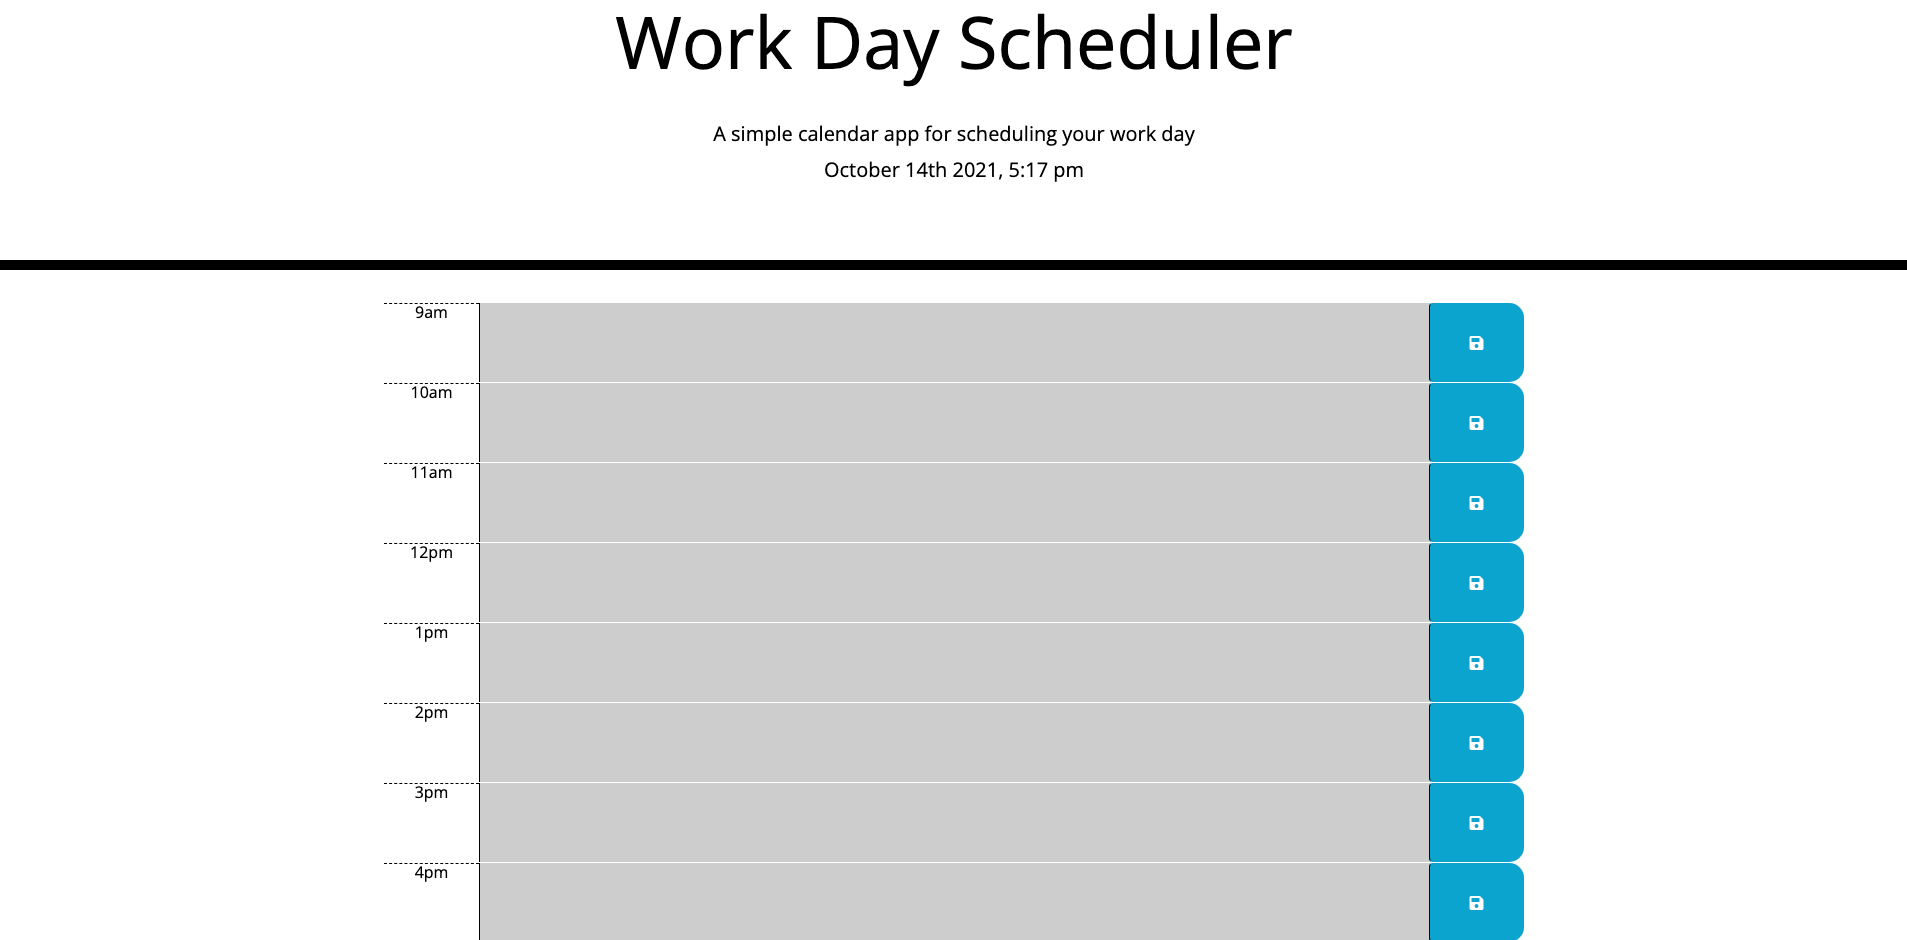 Work Day Scheduler
A simple calendar app for scheduling your work day
October 14th 2021, 5:17 pm
9am
10am
11am
12pm
1pm
2pm
3pm
4pm